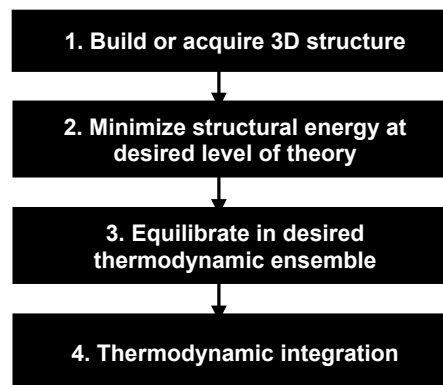 1. Build or acquire 3D structure
2. Minimize structural energy at
desired level of theory
3. Equilibrate in desired
thermodynamic ensemble
4. Thermodynamic integration